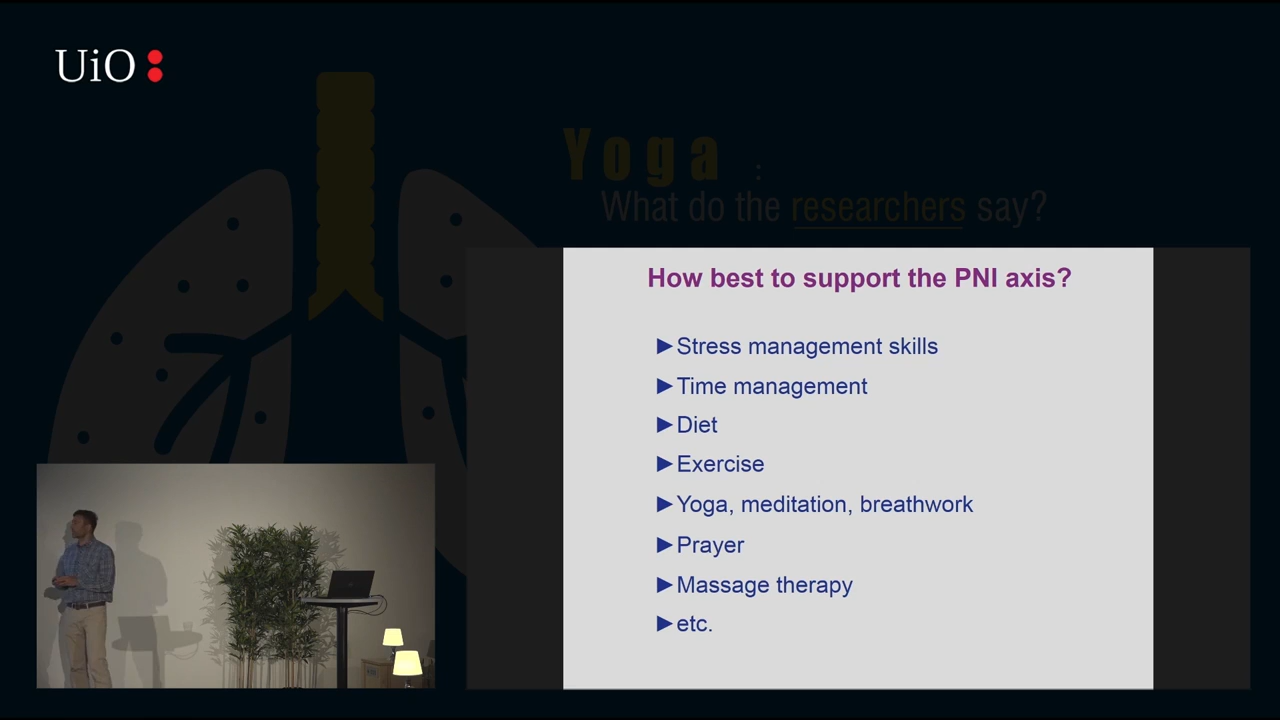 UiO:
Yoga :
What do the researchers say?
How best to support the PNI axis?
►Stress management skills
►Time management
►Diet
►Exercise
►Yoga, meditation, breathwork
►Prayer
►Massage therapy
►etc.